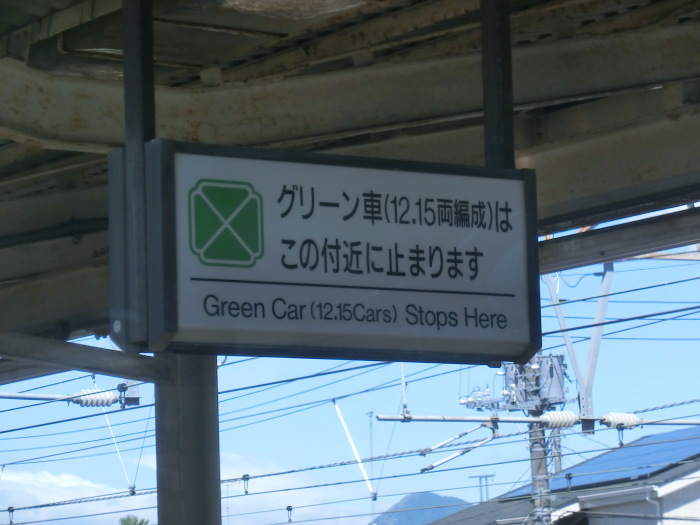 グリーン車(12.15両編成)は
この付近に止まります
Green Car (12.15Cars) Stops Here